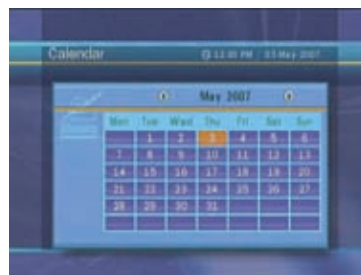 Calendar 12:00 PM 03 May 2007
May 2007
Mon Tue Wed Thu Fri Sat Sun
1 2 3 4 5 6
7 8 9 10 11 12 13
14 15 16 17 18 19 20
21 22 23 24 25 26 27
28 29 30 31